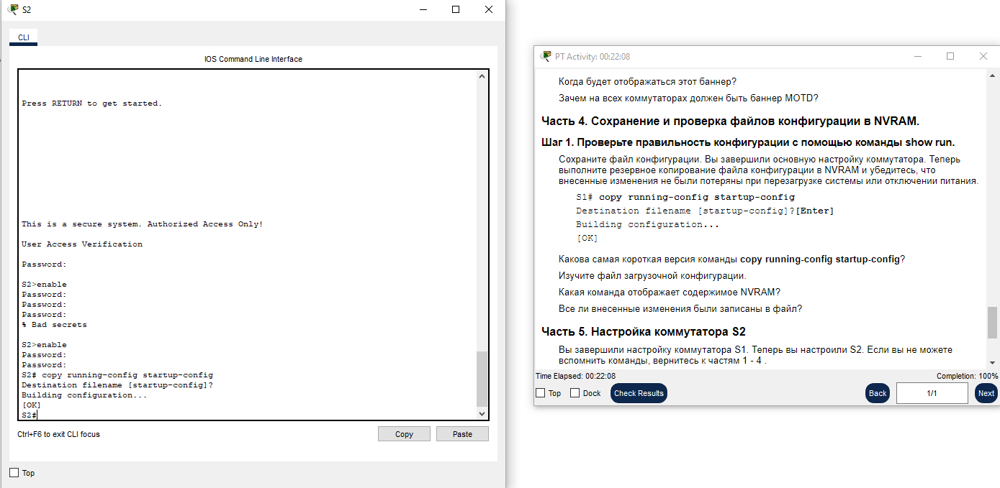 S2
CLI
IOS Command Line Interface
Press RETURN to get started.
This is a secure system. Authorized Access Only!
User Access Verification
Password:
S2>enable
Password:
Password:
Password:
% Bad secrets
S2>enable
Password:
Password:
S2# copy running-config startup-config
Destination filename [startup-config]?
Building configuration...
[OK]
S2#
Ctrl+F6 to exit CLI focus
Copy
Paste
Top
PT Activity: 00:22:08
Когда будет отображаться этот баннер?
Зачем на всех коммутаторах должен быть баннер MOTD?
Часть 4. Сохранение и проверка файлов конфигурации в NVRAM.
Шаг 1. Проверьте правильность конфигурации с помощью команды show run.
Сохраните файл конфигурации. Вы завершили основную настройку коммутатора. Теперь
выполните резервное копирование файла конфигурации в NVRAM и убедитесь, что
внесенные изменения не были потеряны при перезагрузке системы или отключении питания.
S1# copy running-config startup-config
Destination filename [startup-config]?[Enter]
Building configuration...
[OK]
Какова самая короткая версия команды copy running-config startup-config?
Изучите файл загрузочной конфигурации.
Какая команда отображает содержимое NVRAM?
Все ли внесенные изменения были записаны в файл?
Часть 5. Настройка коммутатора S2
Вы завершили настройку коммутатора S1. Теперь вы настроили S2. Если вы не можете
вспомнить команды, вернитесь к частям 1 - 4 .
Time Elapsed: 00:22:08
Completion: 100%
Top
Dock
Check Results
Back
1/1
Next